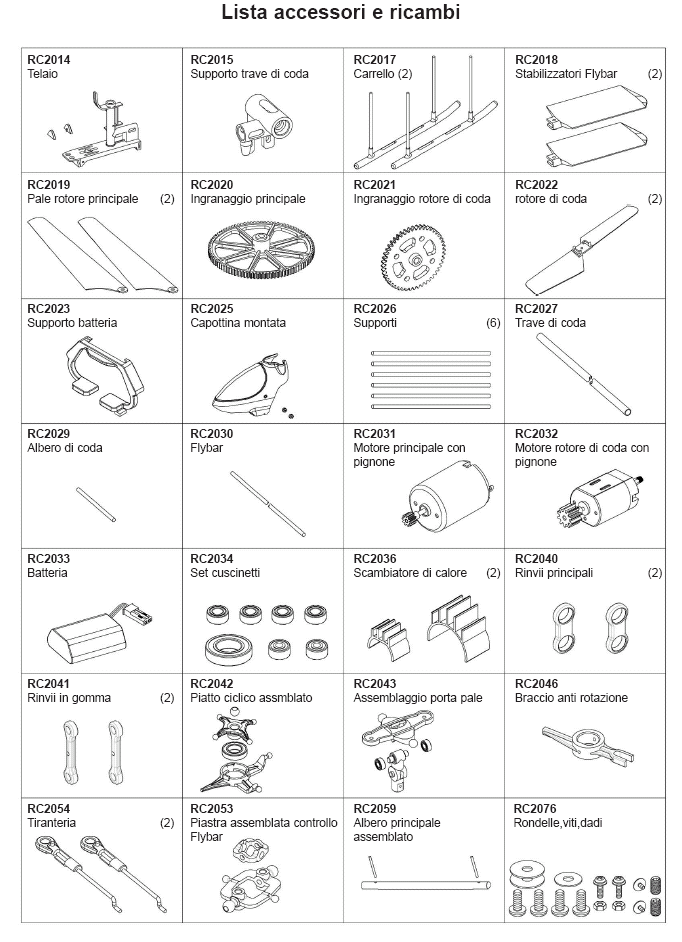 Lista accessori e ricambi
RC2014
Telaio
RC2015
Supporto trave di coda
RC2017
Carrello (2)
RC2018
Stabilizzatori Flybar (2)
RC2019
Pale rotore principale (2)
RC2020
Ingranaggio principale
RC2021
Ingranaggio rotore di coda
RC2022
rotore di coda (2)
RC2023
Supporto batteria
RC2025
Capottina montata
RC2026
Supporti (6)
RC2027
Trave di coda
RC2029
Albero di coda
RC2030
Flybar
RC2031
Motore principale con
pignone
RC2032
Motore rotore di coda con
pignone
RC2033
Batteria
RC2034
Set cuscinetti
RC2036
Scambiatore di calore (2)
RC2040
Rinvii principali (2)
RC2041
Rinvii in gomma (2)
RC2042
Piatto ciclico assmblato
RC2043
Assemblaggio porta pale
RC2046
Braccio anti rotazione
RC2054
Tiranteria (2)
RC2053
Piastra assemblata controllo
Flybar
RC2059
Albero principale
assemblato
RC2076
Rondelle,viti,dadi